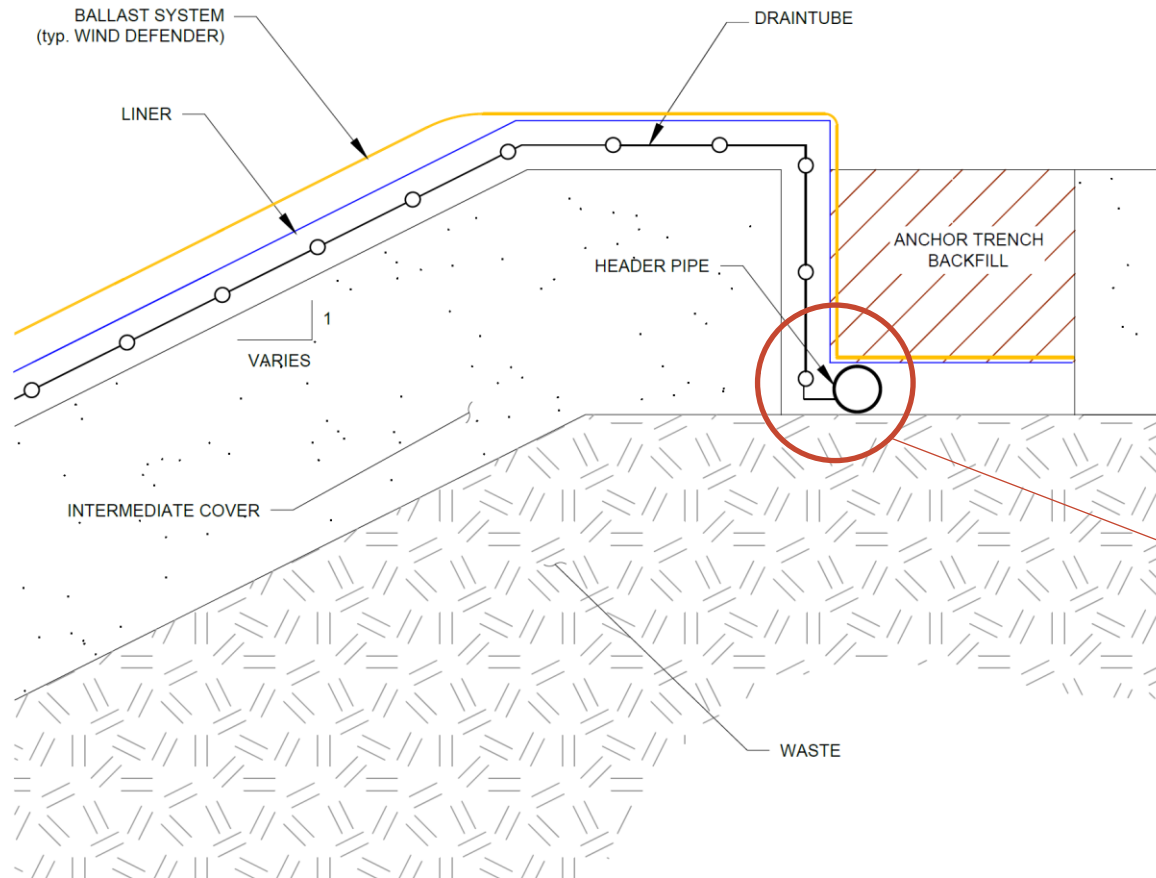 BALLAST SYSTEM
(typ. WIND DEFENDER)
DRAINTUBE
LINER
ANCHOR TRENCH
BACKFILL
HEADER PIPE
1
VARIES
INTERMEDIATE COVER
WASTE